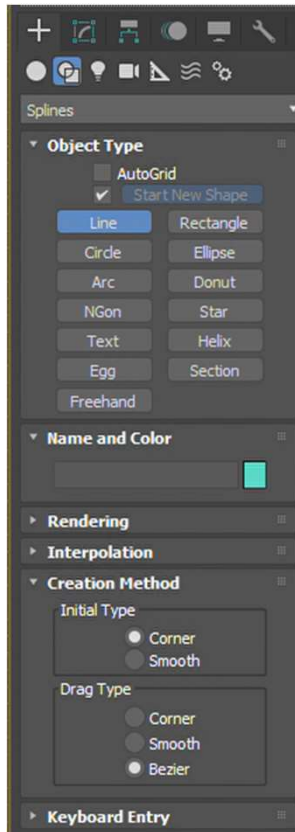 Splines
Object Type
AutoGrid
Start New Shape
Line Rectangle
Circle Ellipse
Arc Donut
NGon Star
Text Helix
Egg Section
Freehand
Name and Color
Rendering
Interpolation
Creation Method
Initial Type
Corner
Smooth
Drag Type
Corner
Smooth
Bezier
Keyboard Entry